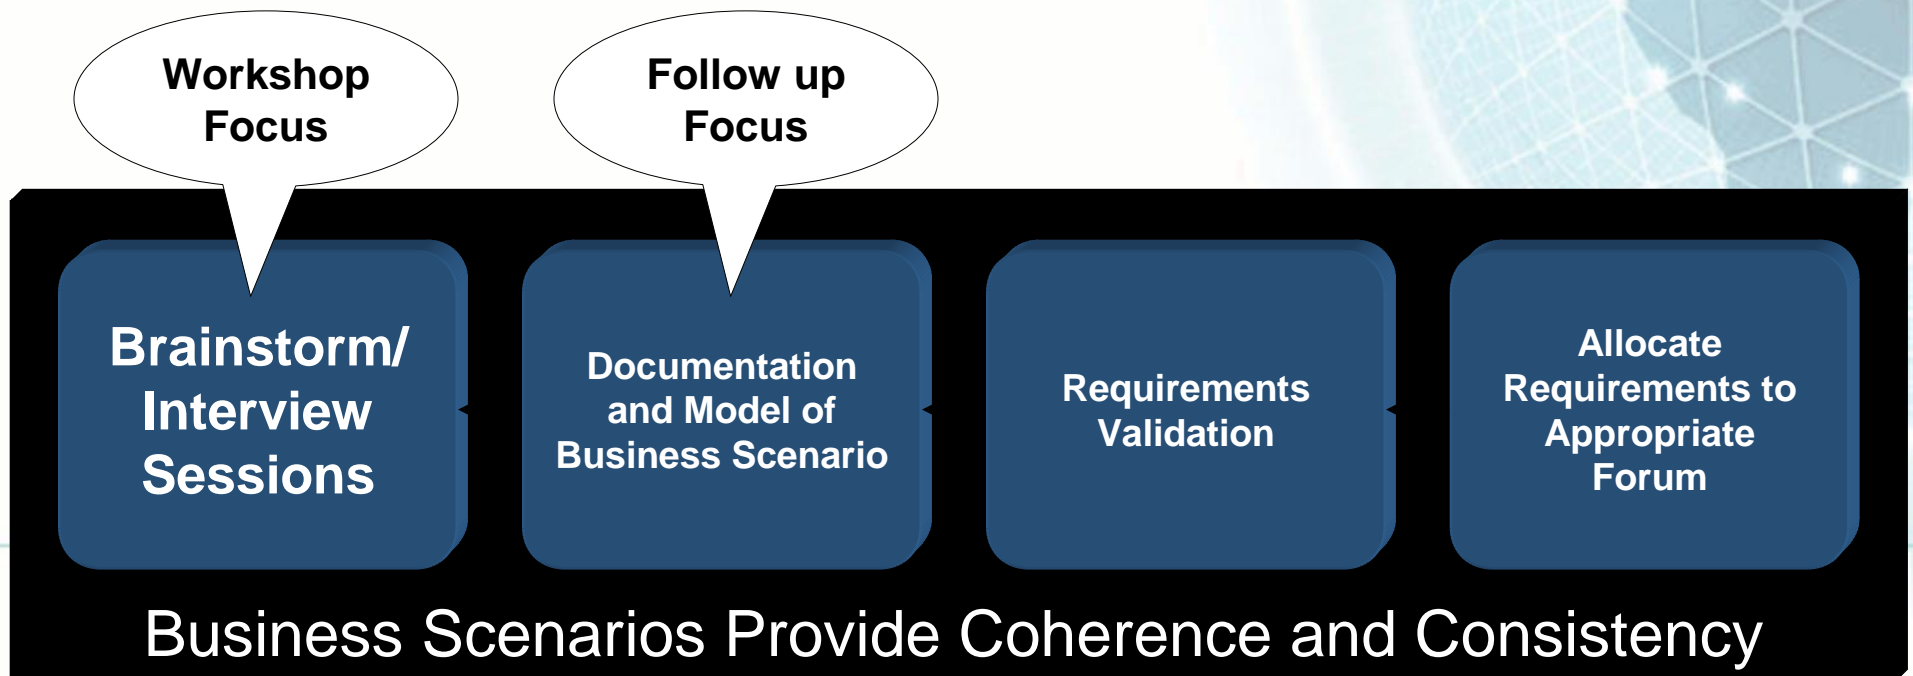 Workshop
Focus
Follow up
Focus
Brainstorm/
Interview
Sessions
Documentation
and Model of
Business Scenario
Requirements
Validation
Allocate
Requirements to
Appropriate
Forum
Business Scenarios Provide Coherence and Consistency